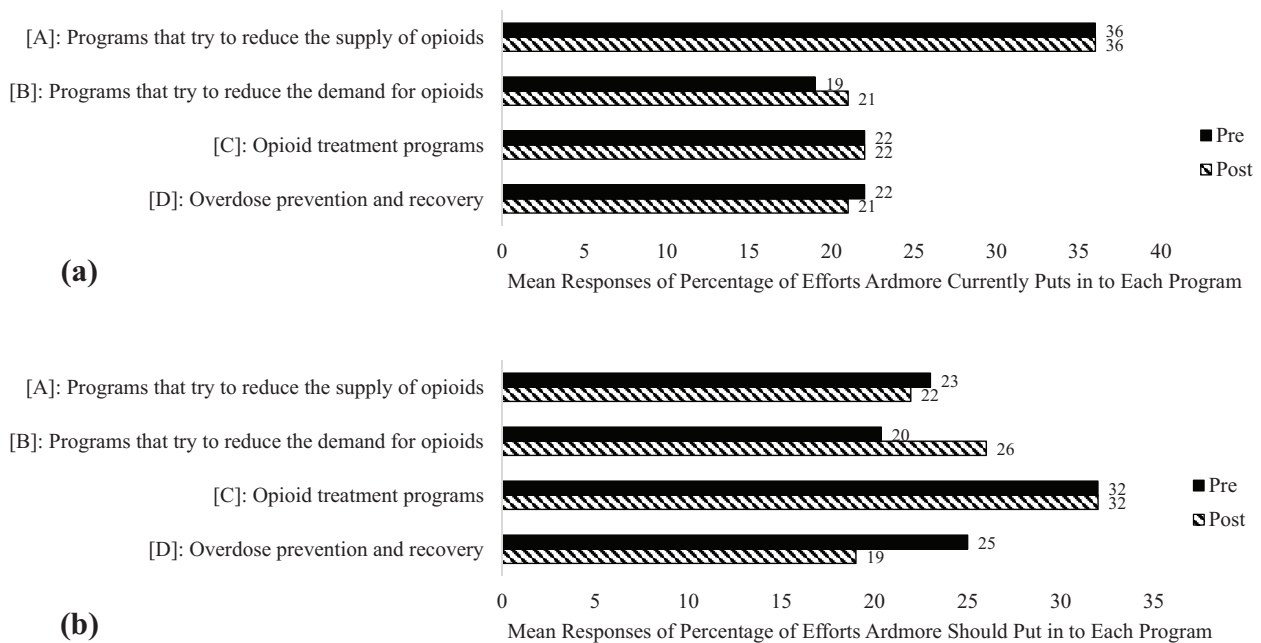 [A]: Programs that try to reduce the supply of opioids
36
36
[B]: Programs that try to reduce the demand for opioids
19
21
[C]: Opioid treatment programs
22
22
[D]: Overdose prevention and recovery
22
21
Pre
Post
0 5 10 15 20 25 30 35 40
(a)
Mean Responses of Percentage of Efforts Ardmore Currently Puts in to Each Program
[A]: Programs that try to reduce the supply of opioids
23
22
[B]: Programs that try to reduce the demand for opioids
20
26
[C]: Opioid treatment programs
32
32
[D]: Overdose prevention and recovery
25
19
Pre
Post
0 5 10 15 20 25 30 35
(b)
Mean Responses of Percentage of Efforts Ardmore Should Put in to Each Program